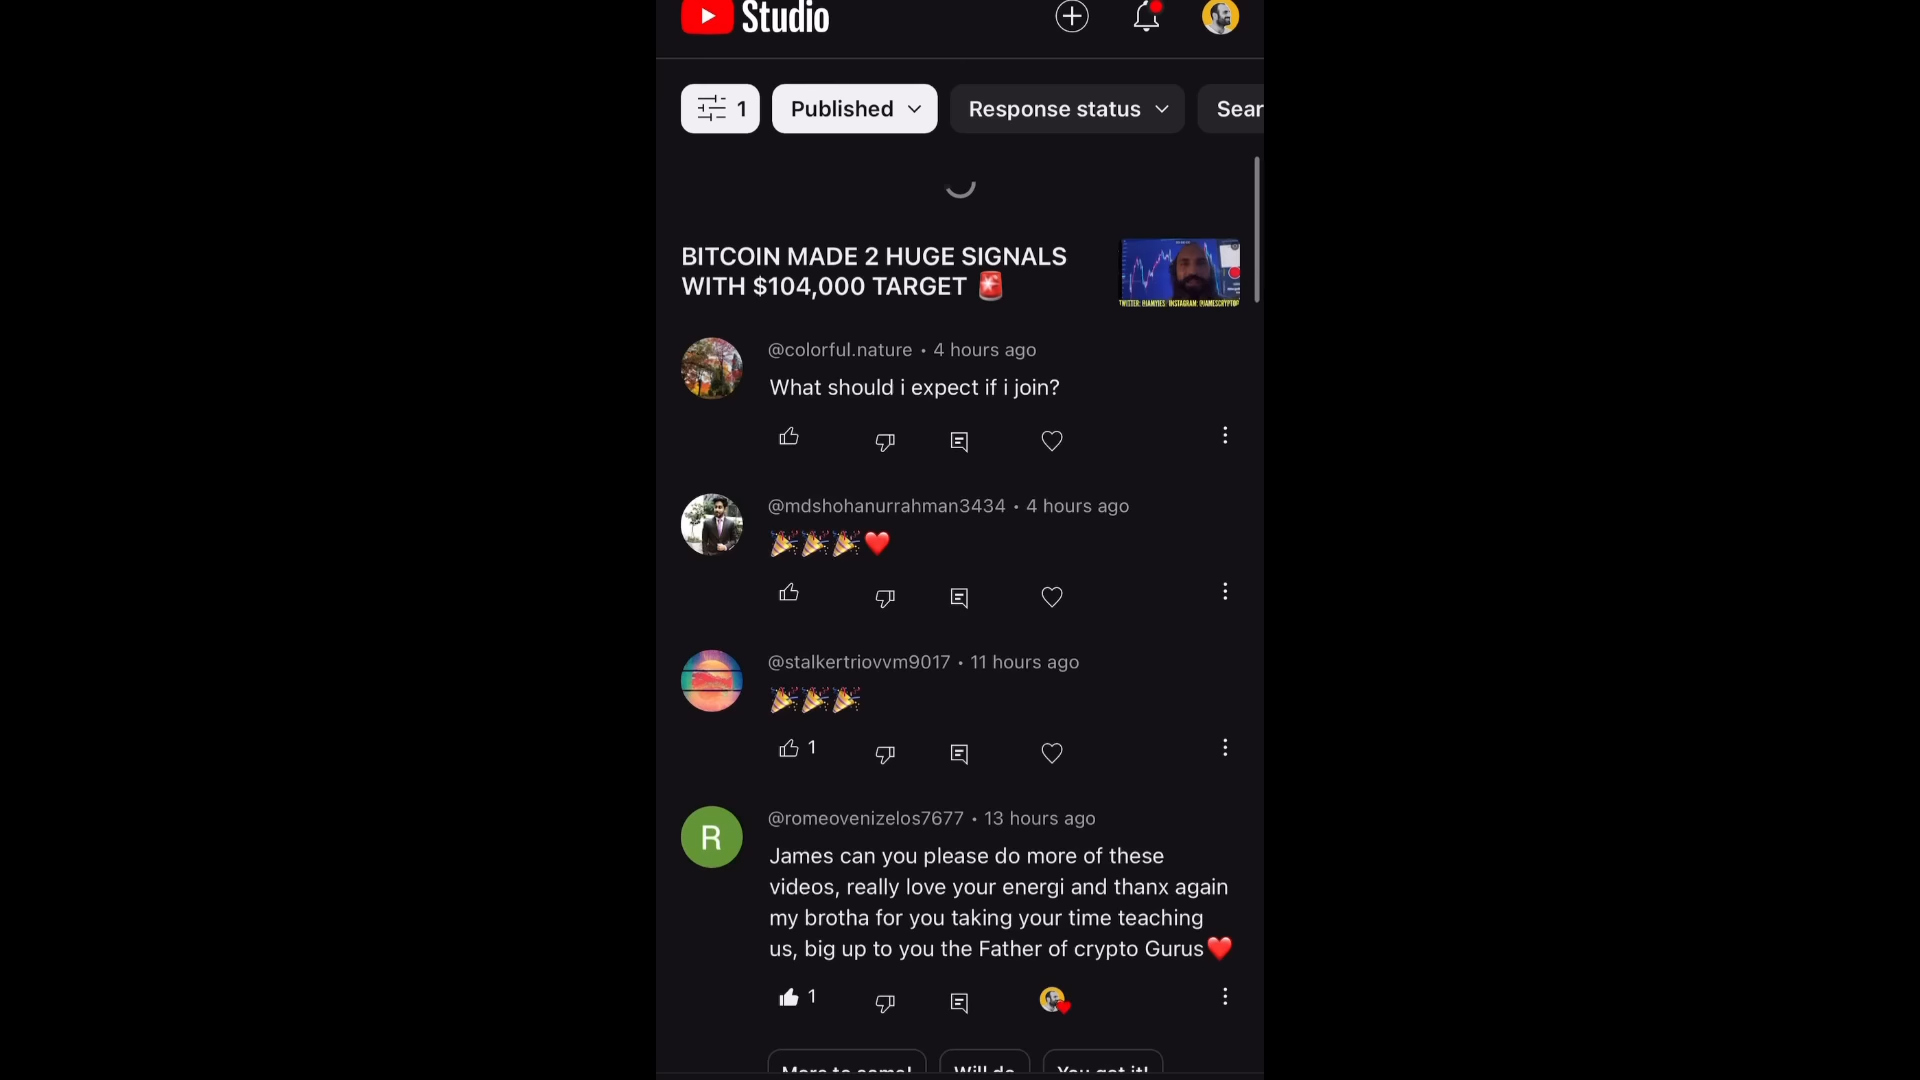 Studio
1
Published
Response status
Sear
BITCOIN MADE 2 HUGE SIGNALS
WITH $104,000 TARGET 🚨
@colorful.nature • 4 hours ago
What should i expect if i join?
@mdshohanurrahman3434 • 4 hours ago
🎉🎉🎉❤️
@stalkertriovvm9017 • 11 hours ago
🎉🎉🎉
1
R
@romeovenizelos7677 • 13 hours ago
James can you please do more of these
videos, really love your energi and thanx again
my brotha for you taking your time teaching
us, big up to you the Father of crypto Gurus❤️
1
More to come! Will do You got it!